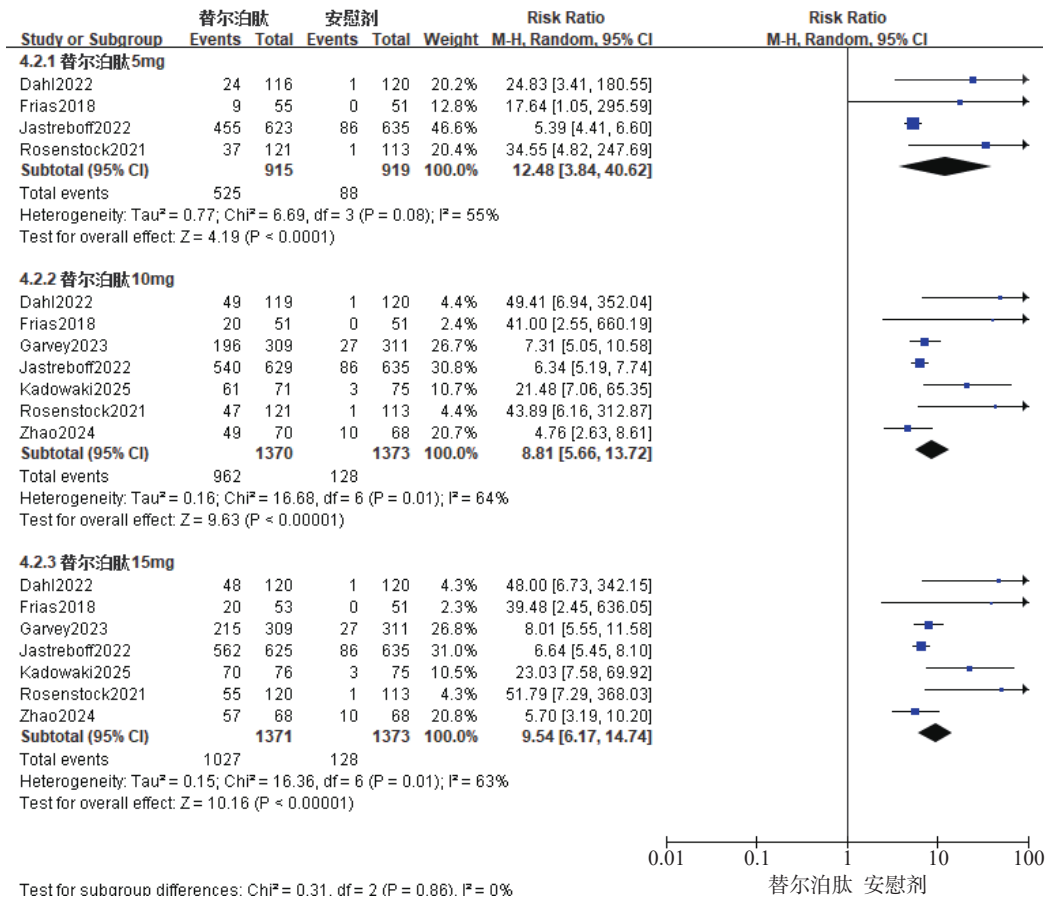 替尔泊肽 安慰剂 Risk Ratio Risk Ratio
Study or Subgroup Events Total Events Total Weight M-H, Random, 95% CI M-H, Random, 95% CI
4.2.1 替尔泊肽5mg
Dahl2022 24 116 1 120 20.2% 24.83 [3.41, 180.55]
Frias2018 9 55 0 51 12.8% 17.64 [1.05, 295.59]
Jastreboff2022 455 623 86 635 46.6% 5.39 [4.41, 6.60]
Rosenstock2021 37 121 1 113 20.4% 34.55 [4.82, 247.69]
Subtotal (95% CI) 915 919 100.0% 12.48 [3.84, 40.62]
Total events 525 88
Heterogeneity: Tau² = 0.77; Chi² = 6.69, df = 3 (P = 0.08); I² = 55%
Test for overall effect: Z = 4.19 (P < 0.0001)
4.2.2 替尔泊肽10mg
Dahl2022 49 119 1 120 4.4% 49.41 [6.94, 352.04]
Frias2018 20 51 0 51 2.4% 41.00 [2.55, 660.19]
Garvey2023 196 309 27 311 26.7% 7.31 [5.05, 10.58]
Jastreboff2022 540 629 86 635 30.8% 6.34 [5.19, 7.74]
Kadowaki2025 61 71 3 75 10.7% 21.48 [7.06, 65.35]
Rosenstock2021 47 121 1 113 4.4% 43.89 [6.16, 312.87]
Zhao2024 49 70 10 68 20.7% 4.76 [2.63, 8.61]
Subtotal (95% CI) 1370 1373 100.0% 8.81 [5.66, 13.72]
Total events 962 128
Heterogeneity: Tau² = 0.16; Chi² = 16.68, df = 6 (P = 0.01); I² = 64%
Test for overall effect: Z = 9.63 (P < 0.00001)
4.2.3 替尔泊肽15mg
Dahl2022 48 120 1 120 4.3% 48.00 [6.73, 342.15]
Frias2018 20 53 0 51 2.3% 39.48 [2.45, 636.05]
Garvey2023 215 309 27 311 26.8% 8.01 [5.55, 11.58]
Jastreboff2022 562 625 86 635 31.0% 6.64 [5.45, 8.10]
Kadowaki2025 70 76 3 75 10.5% 23.03 [7.58, 69.92]
Rosenstock2021 55 120 1 113 4.3% 51.79 [7.29, 368.03]
Zhao2024 57 68 10 68 20.8% 5.70 [3.19, 10.20]
Subtotal (95% CI) 1371 1373 100.0% 9.54 [6.17, 14.74]
Total events 1027 128
Heterogeneity: Tau² = 0.15; Chi² = 16.36, df = 6 (P = 0.01); I² = 63%
Test for overall effect: Z = 10.16 (P < 0.00001)
0.01 0.1 1 10 100
替尔泊肽 安慰剂
Test for subgroup differences: Chi² = 0.31, df = 2 (P = 0.86), I² = 0%